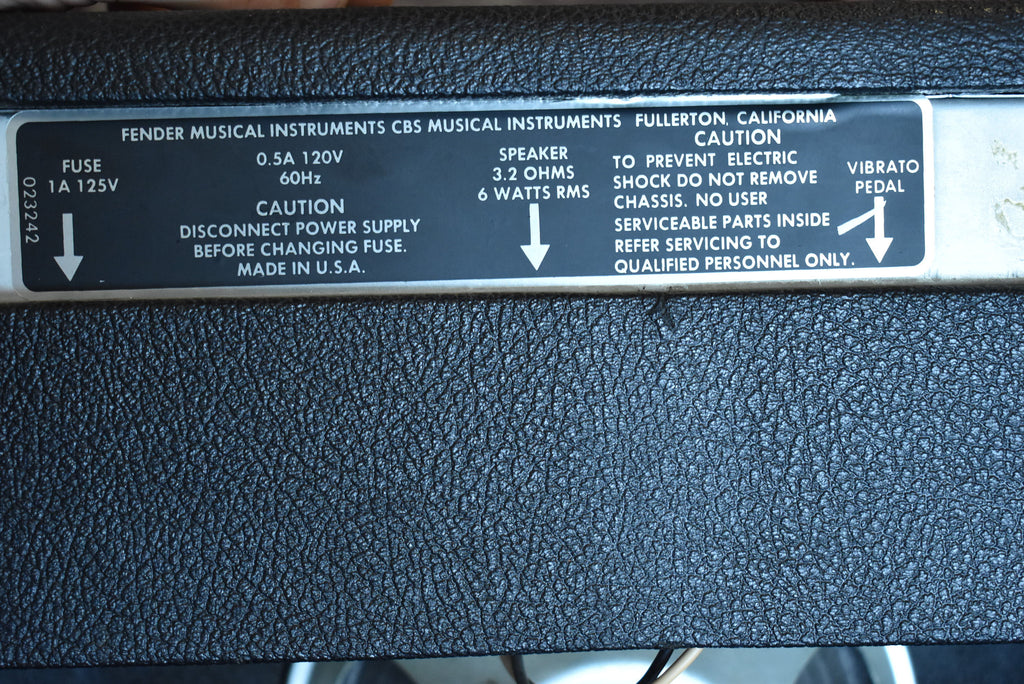 FENDER MUSICAL INSTRUMENTS CBS MUSICAL INSTRUMENTS FULLERTON, CALIFORNIA
023242
FUSE
1A 125V
0.5A 120V
60Hz
CAUTION
DISCONNECT POWER SUPPLY
BEFORE CHANGING FUSE.
MADE IN U.S.A.
SPEAKER
3.2 OHMS
6 WATTS RMS
CAUTION
TO PREVENT ELECTRIC
SHOCK DO NOT REMOVE
CHASSIS. NO USER
SERVICEABLE PARTS INSIDE
REFER SERVICING TO
QUALIFIED PERSONNEL ONLY.
VIBRATO
PEDAL